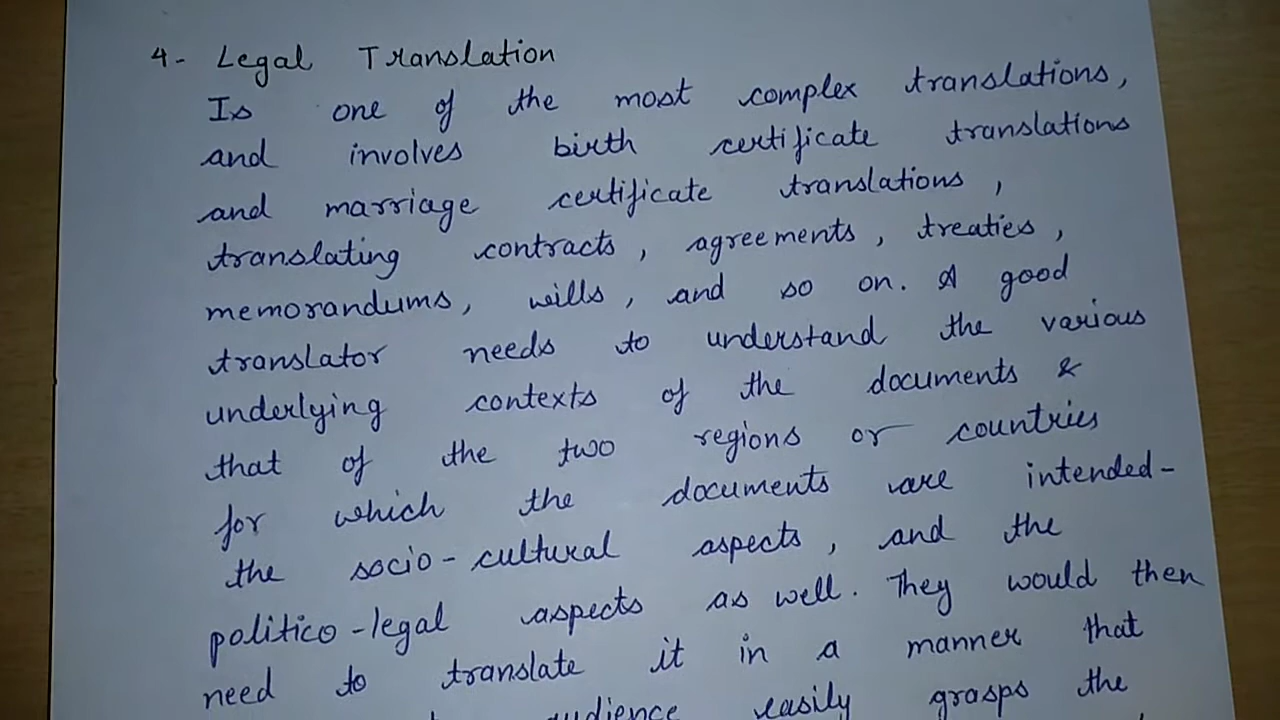 4- Legal Translation
Is one of the most complex translations,
and involves birth certificate translations
and marriage certificate translations,
translating contracts, agreements, treaties,
memorandums, wills, and so on. A good
translator needs to understand the various
underlying contexts of the documents &
that of the two regions or countries
for which the documents are intended-
the socio-cultural aspects, and the
politico-legal aspects as well. They would then
need to translate it in a manner that
audience easily grasps the